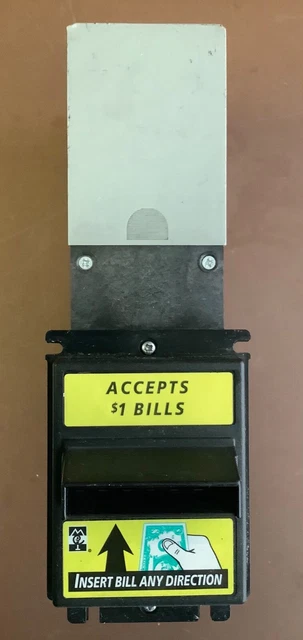 ACCEPTS
$1 BILLS
®
INSERT BILL ANY DIRECTION